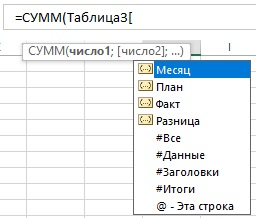 =СУММ(Таблица3[
СУММ(число1; [число2]; ...)
I
Месяц
План
Факт
Разница
#Все
#Данные
#Заголовки
#Итоги
@ - Эта строка